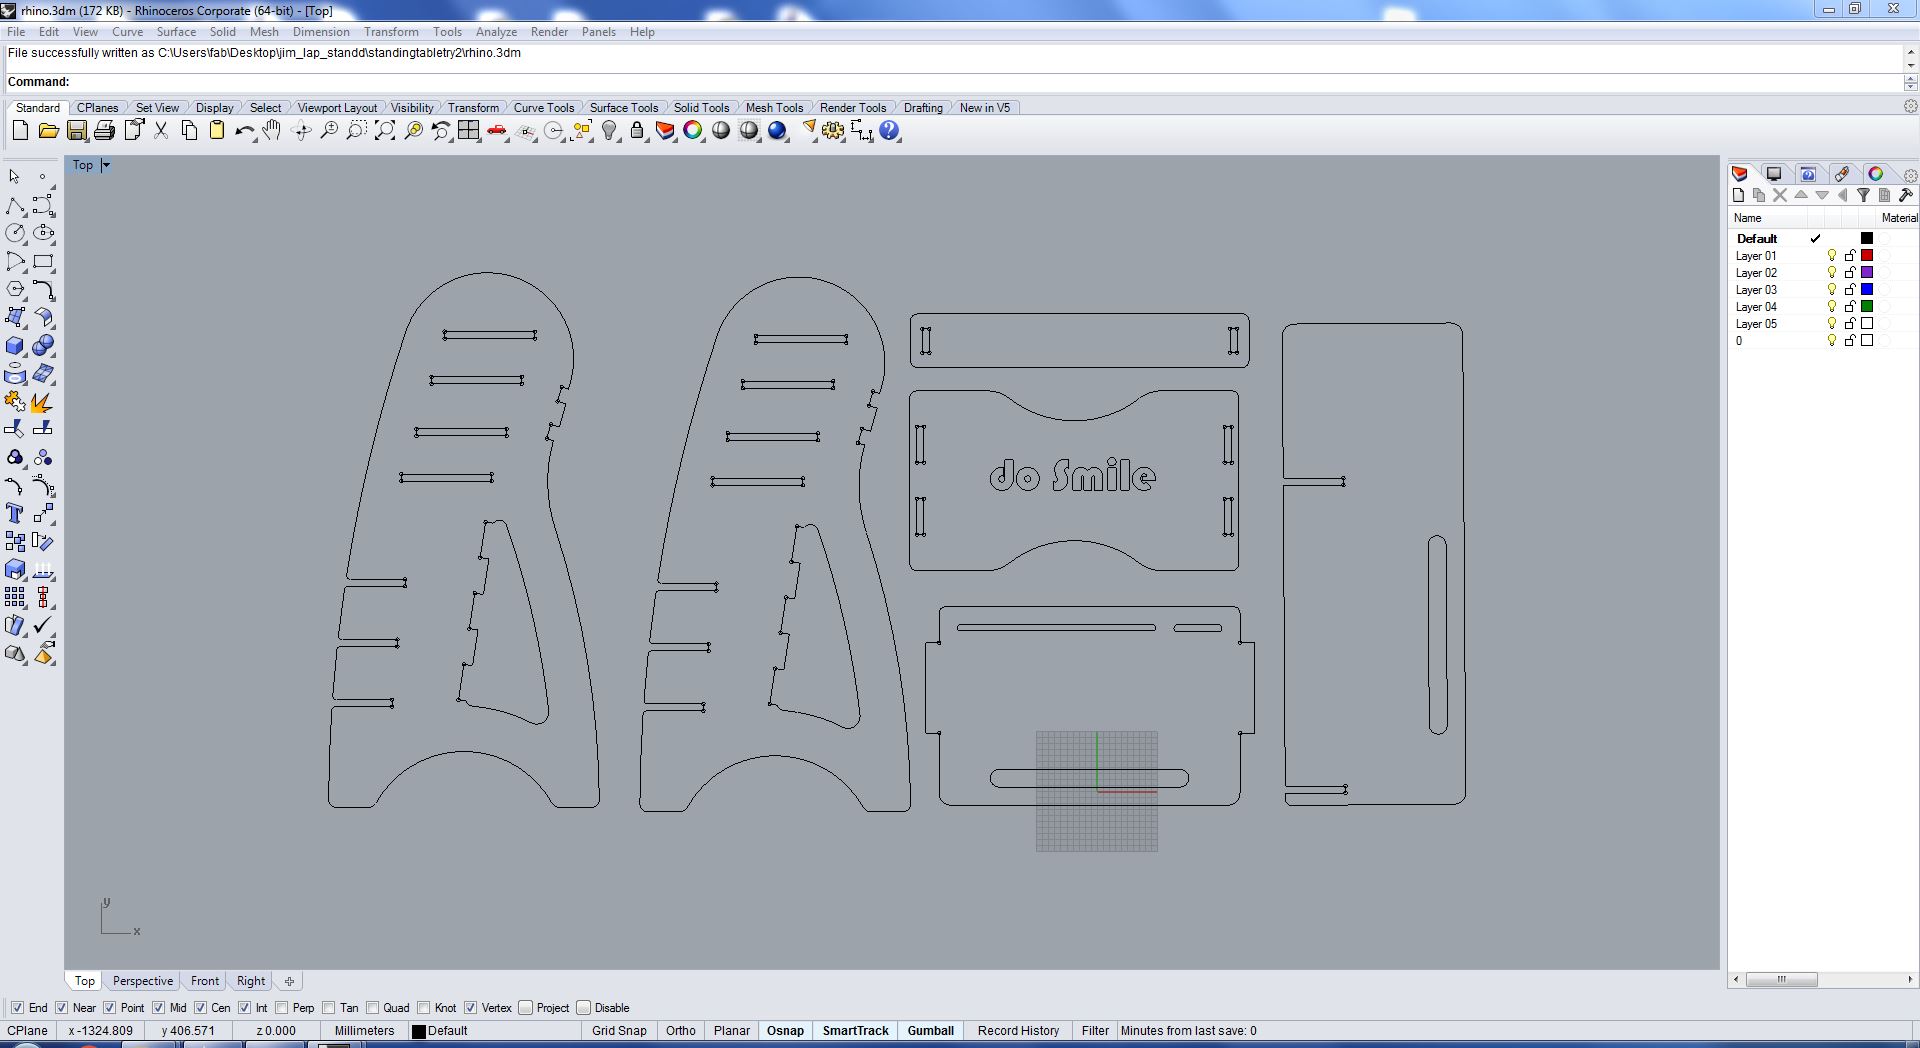 rhino.3dm (172 KB) - Rhinoceros Corporate (64-bit) - [Top]
File Edit View Curve Surface Solid Mesh Dimension Transform Tools Analyze Render Panels Help
File successfully written as C:\Users\fab\Desktop\jim_lap_standd\standingtabletry2\rhino.3dm
Command:
Standard CPlanes Set View Display Select Viewport Layout Visibility Transform Curve Tools Surface Tools Solid Tools Mesh Tools Render Tools Drafting New in V5
Top
Name Material
Default
Layer 01
Layer 02
Layer 03
Layer 04
Layer 05
0
do Smile
y
x
Top Perspective Front Right
End Near Point Mid Cen Int Perp Tan Quad Knot Vertex Project Disable
CPlane x -1324.809 y 406.571 z 0.000 Millimeters Default Grid Snap Ortho Planar Osnap SmartTrack Gumball Record History Filter Minutes from last save: 0